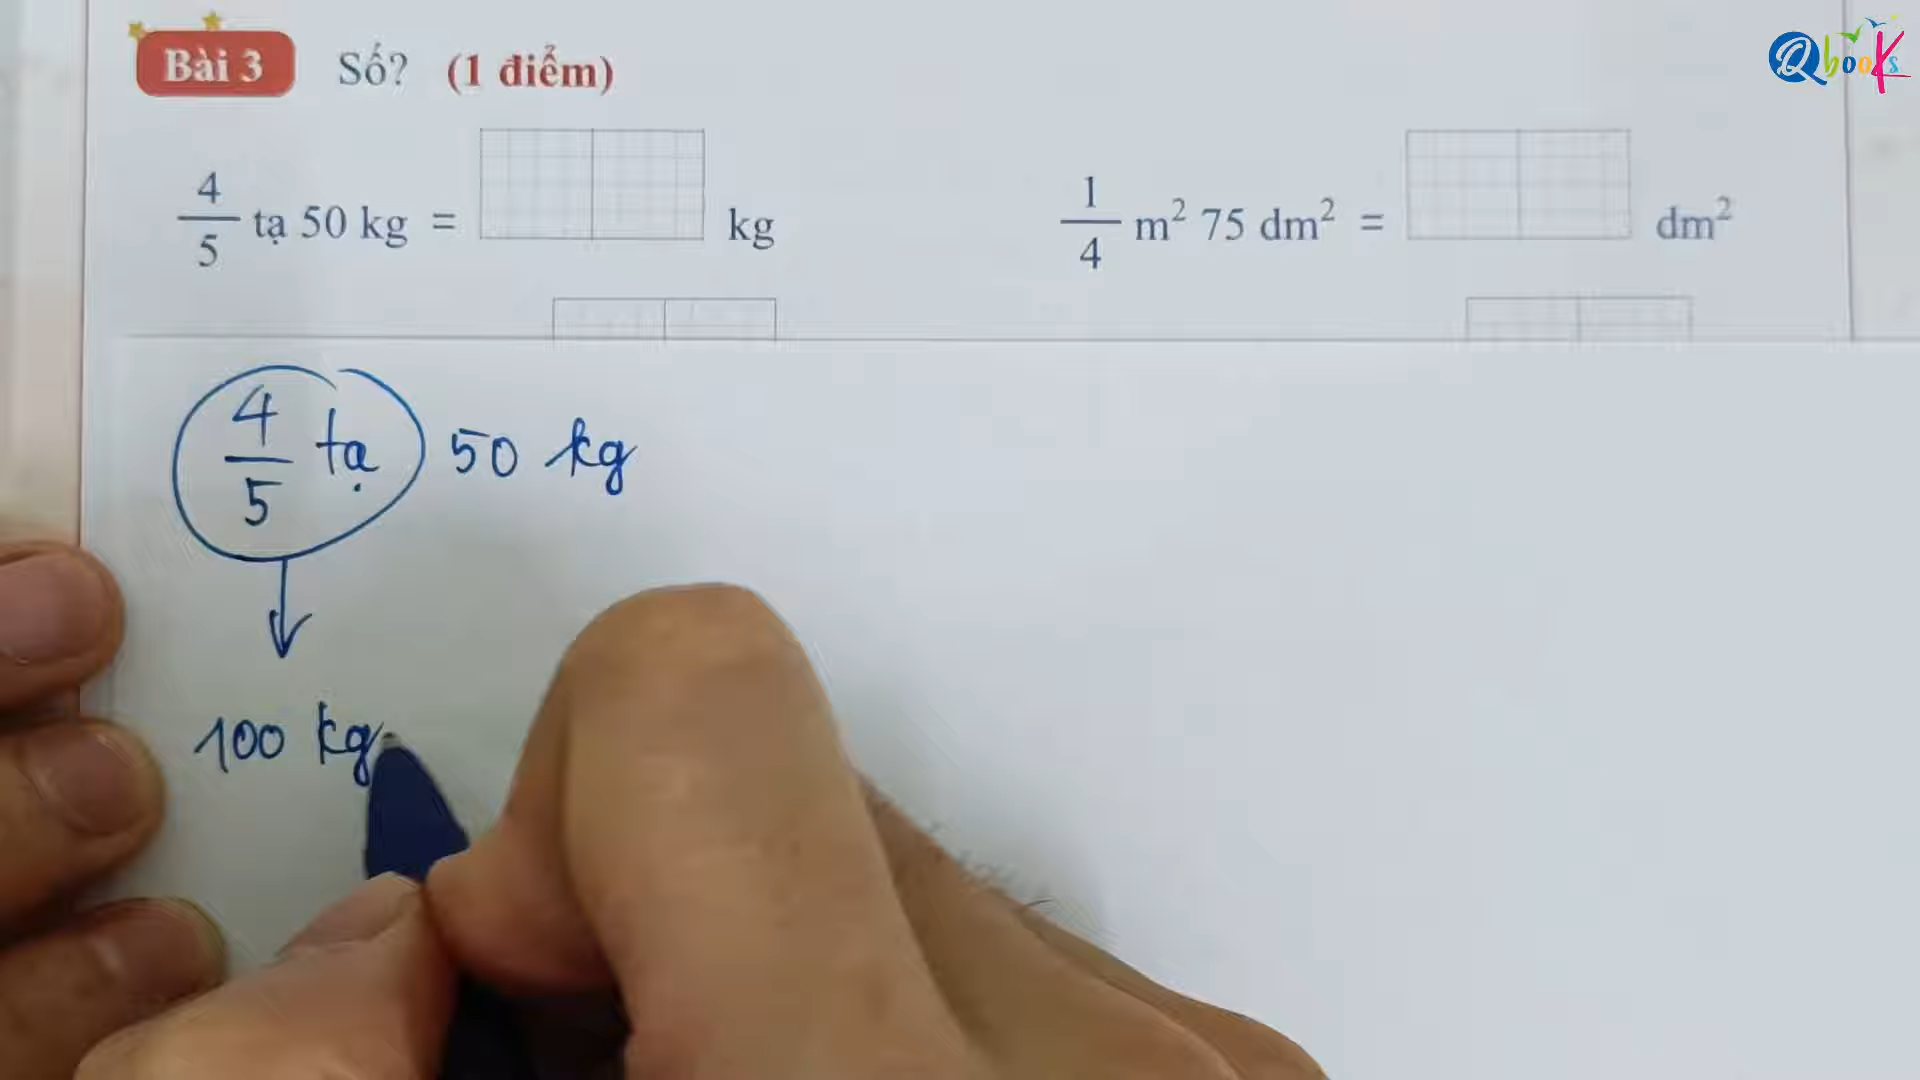 Qbooks
Bài 3 Số? (1 điểm)
4/5 tạ 50 kg = kg
1/4 m² 75 dm² = dm²
4/5 tạ 50 kg
100 kg